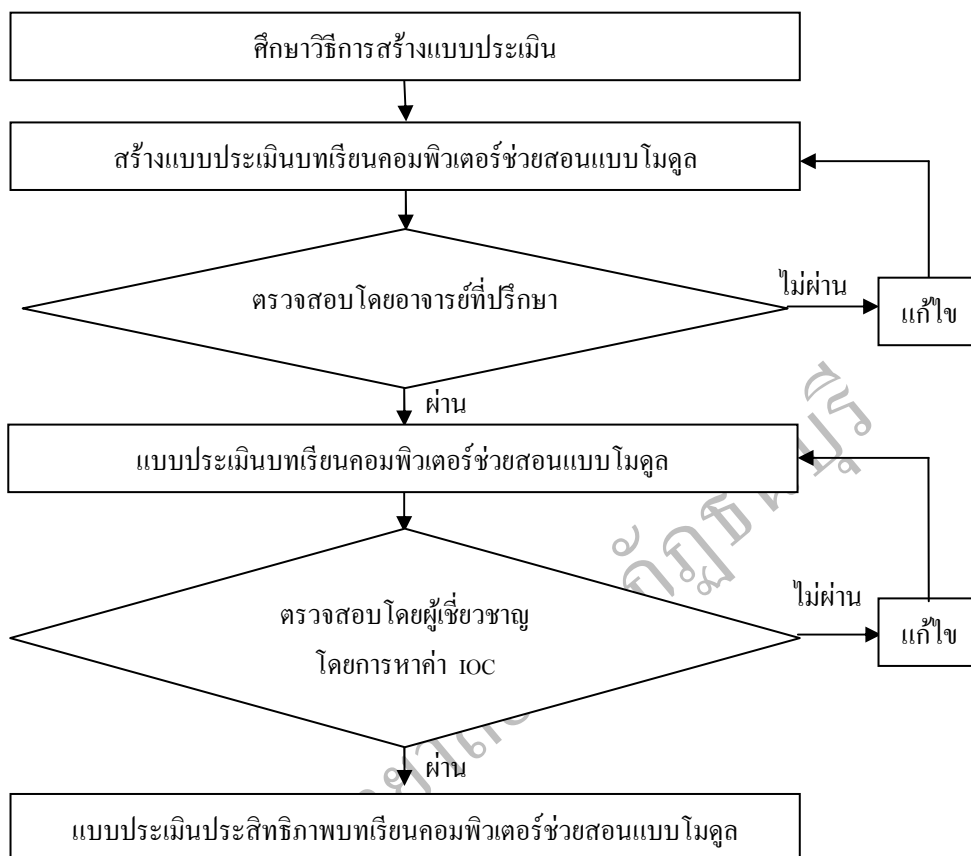 ศึกษาวิธีการสร้างแบบประเมิน
สร้างแบบประเมินบทเรียนคอมพิวเตอร์ช่วยสอนแบบโมดูล
ตรวจสอบโดยอาจารย์ที่ปรึกษา
ไม่ผ่าน
แก้ไข
ผ่าน
แบบประเมินบทเรียนคอมพิวเตอร์ช่วยสอนแบบโมดูล
ตรวจสอบโดยผู้เชี่ยวชาญ
โดยการหาค่า IOC
ไม่ผ่าน
แก้ไข
ผ่าน
แบบประเมินประสิทธิภาพบทเรียนคอมพิวเตอร์ช่วยสอนแบบโมดูล